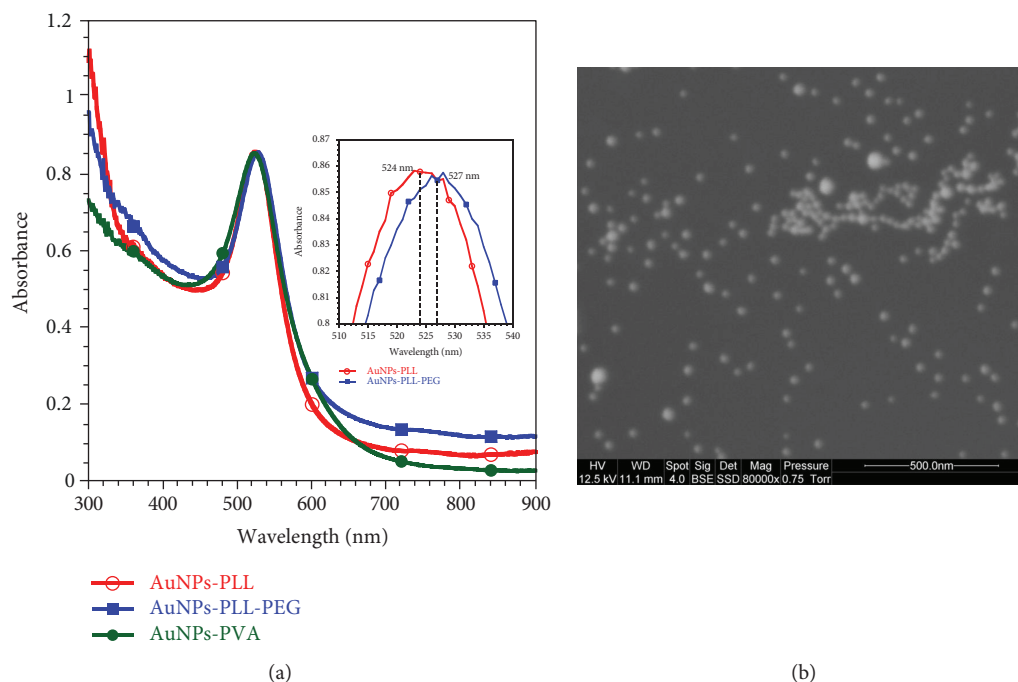 1.2
1
0.8
0.6
0.4
0.2
0
Absorbance
300 400 500 600 700 800 900
Wavelength (nm)
0.87
0.86
0.85
0.84
0.83
0.82
0.81
0.8
Absorbance
524 nm
527 nm
510 515 520 525 530 535 540
Wavelength (nm)
AuNPs-PLL
AuNPs-PLL-PEG
AuNPs-PLL
AuNPs-PLL-PEG
AuNPs-PVA
(a)
HV WD Spot Sig Det Mag Pressure 500.0nm
12.5 kV 11.1 mm 4.0 BSE SSD 80000x 0.75 Torr
(b)